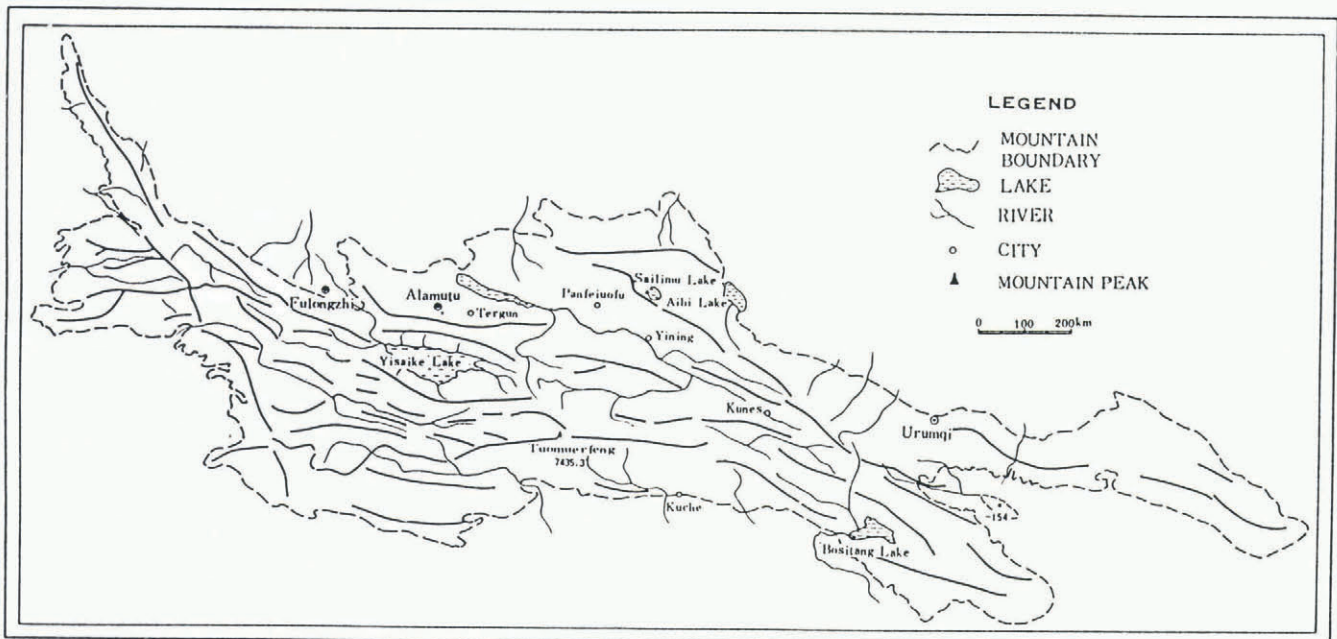 LEGEND
MOUNTAIN
BOUNDARY
LAKE
RIVER
CITY
MOUNTAIN PEAK
0 100 200km
Sailimu Lake
Aibi Lake
Fulongzhi
Alamutu
Tergun
Panfeiuofu
Yining
Yisaike Lake
Kunes
Urumqi
Tuomuerfeng
7435.3
Kuche
-154
Bositang Lake